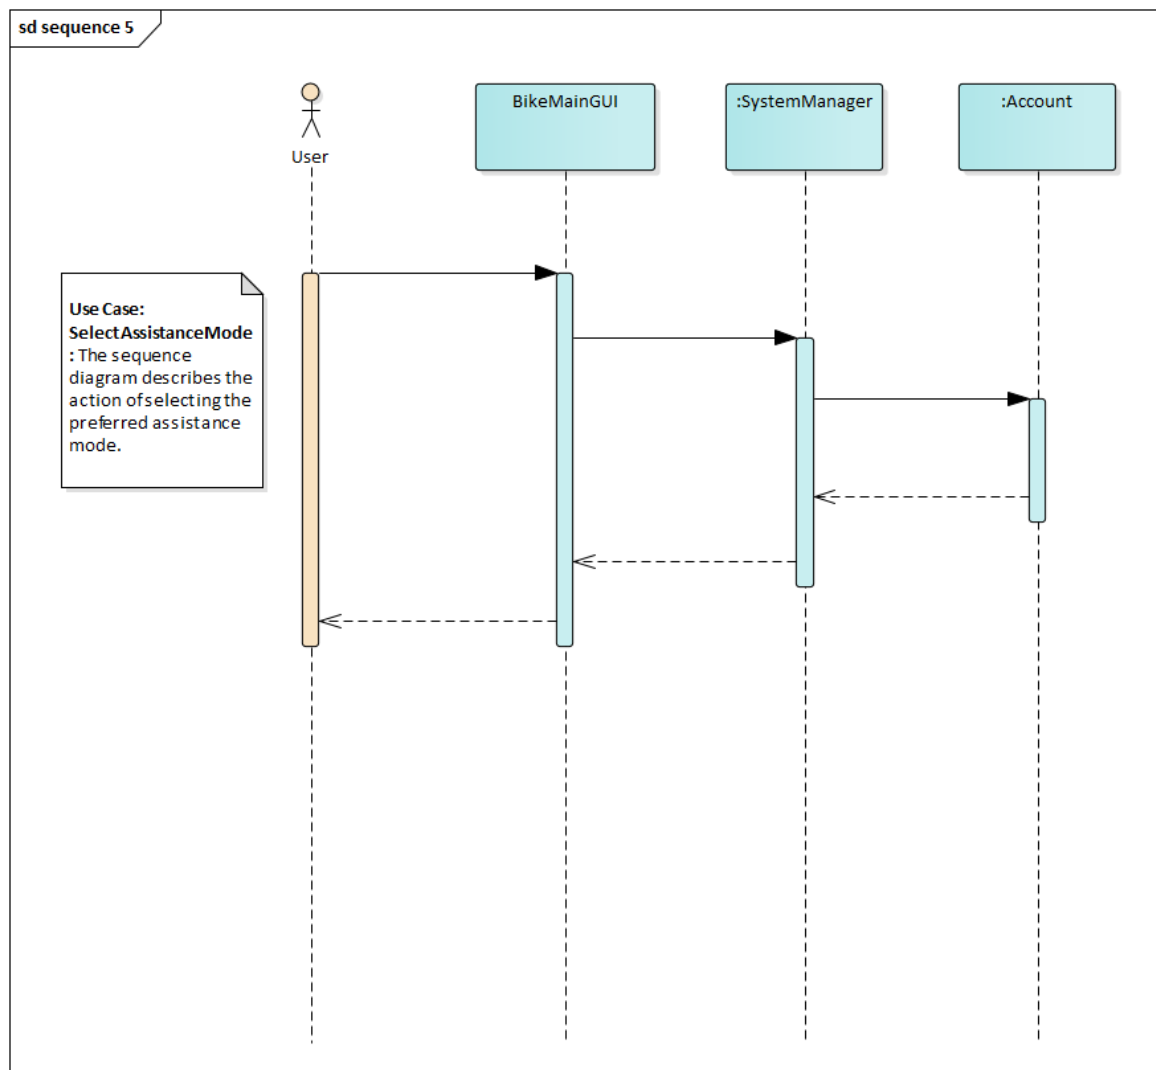 sd sequence 5
User
BikeMainGUI
:SystemManager
:Account
Use Case:
SelectAssistanceMode
: The sequence
diagram describes the
action of selecting the
preferred assistance
mode.